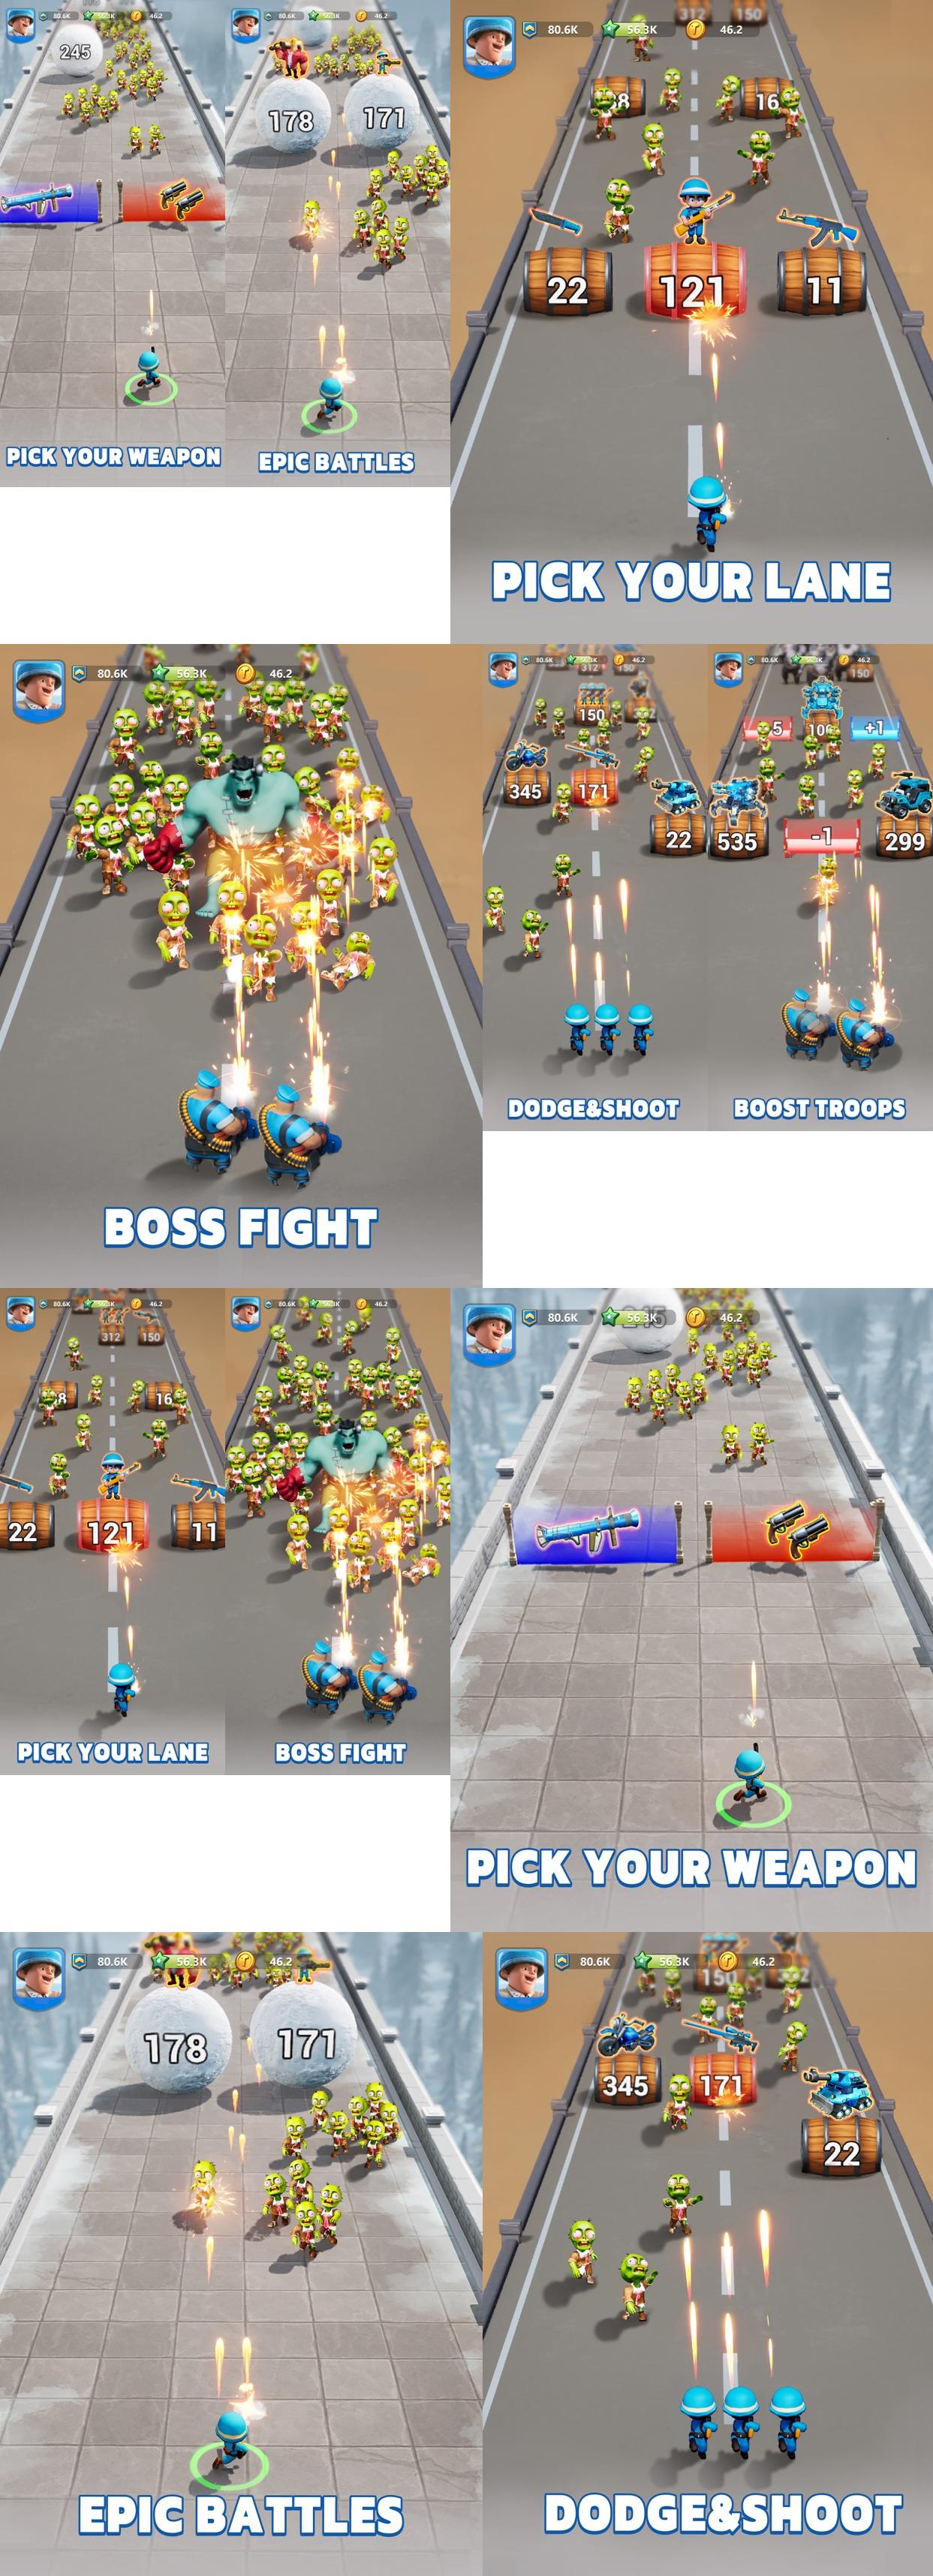 80.6K 56.3K 46.2
245
PICK YOUR WEAPON
80.6K 56.3K 46.2
178 171
EPIC BATTLES
312 150
80.6K 56.3K 46.2
16
22 121 11
PICK YOUR LANE
80.6K 56.3K 46.2
BOSS FIGHT
80.6K 56.3K 46.2
312
150
345 171
22
DODGE&SHOOT
80.6K 56.3K 46.2
150
5 +1
535 -1 299
BOOST TROOPS
80.6K 56.3K 46.2
312 150
8 16
22 121 11
PICK YOUR LANE
80.6K 56.3K 46.2
BOSS FIGHT
80.6K 56.3K 46.2
PICK YOUR WEAPON
80.6K 56.3K 46.2
178 171
EPIC BATTLES
80.6K 56.3K 46.2
150
345 171
22
DODGE&SHOOT